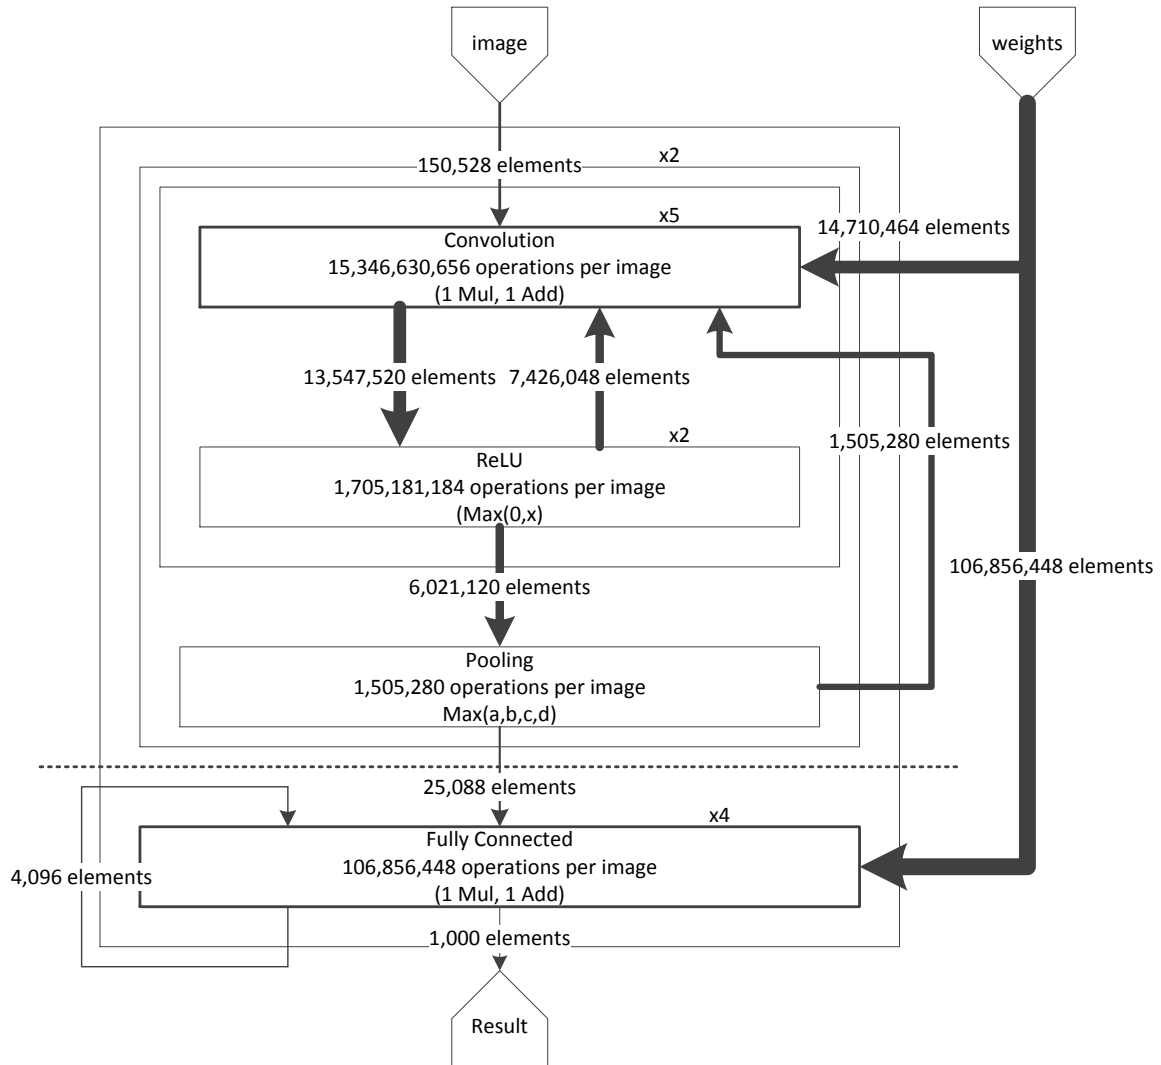 image
weights
x2
150,528 elements
x5
14,710,464 elements
Convolution
15,346,630,656 operations per image
(1 Mul, 1 Add)
13,547,520 elements
7,426,048 elements
x2
1,505,280 elements
ReLU
1,705,181,184 operations per image
(Max(0,x)
106,856,448 elements
6,021,120 elements
Pooling
1,505,280 operations per image
Max(a,b,c,d)
25,088 elements
x4
Fully Connected
106,856,448 operations per image
(1 Mul, 1 Add)
4,096 elements
1,000 elements
Result